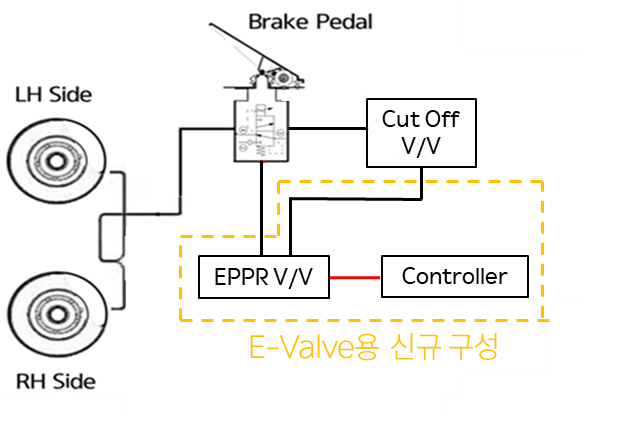 Brake Pedal
LH Side
Cut Off
V/V
EPPR V/V
Controller
E-Valve용 신규 구성
RH Side